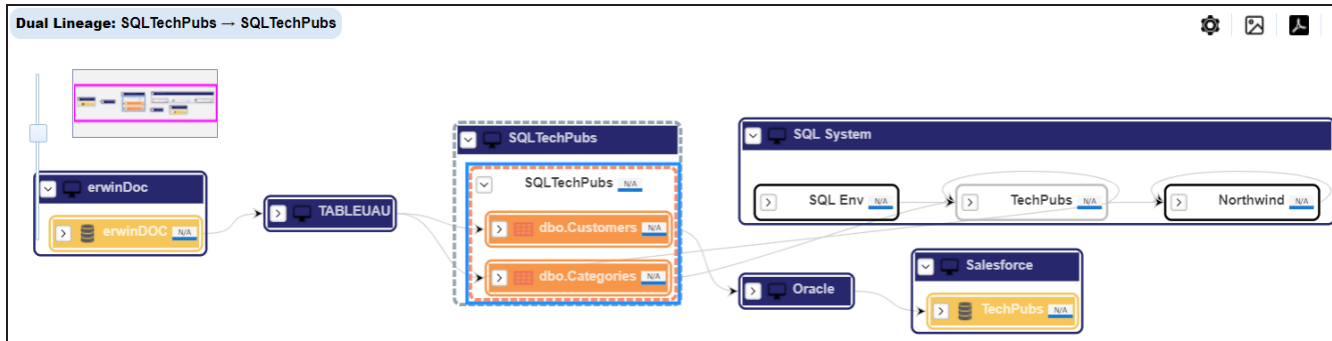 Dual Lineage: SQLTechPubs → SQLTechPubs
erwinDoc
erwinDOC N/A
TABLEUAU
SQLTechPubs
SQLTechPubs N/A
dbo.Customers N/A
dbo.Categories N/A
SQL System
SQL Env N/A
TechPubs N/A
Northwind N/A
Oracle
Salesforce
TechPubs N/A